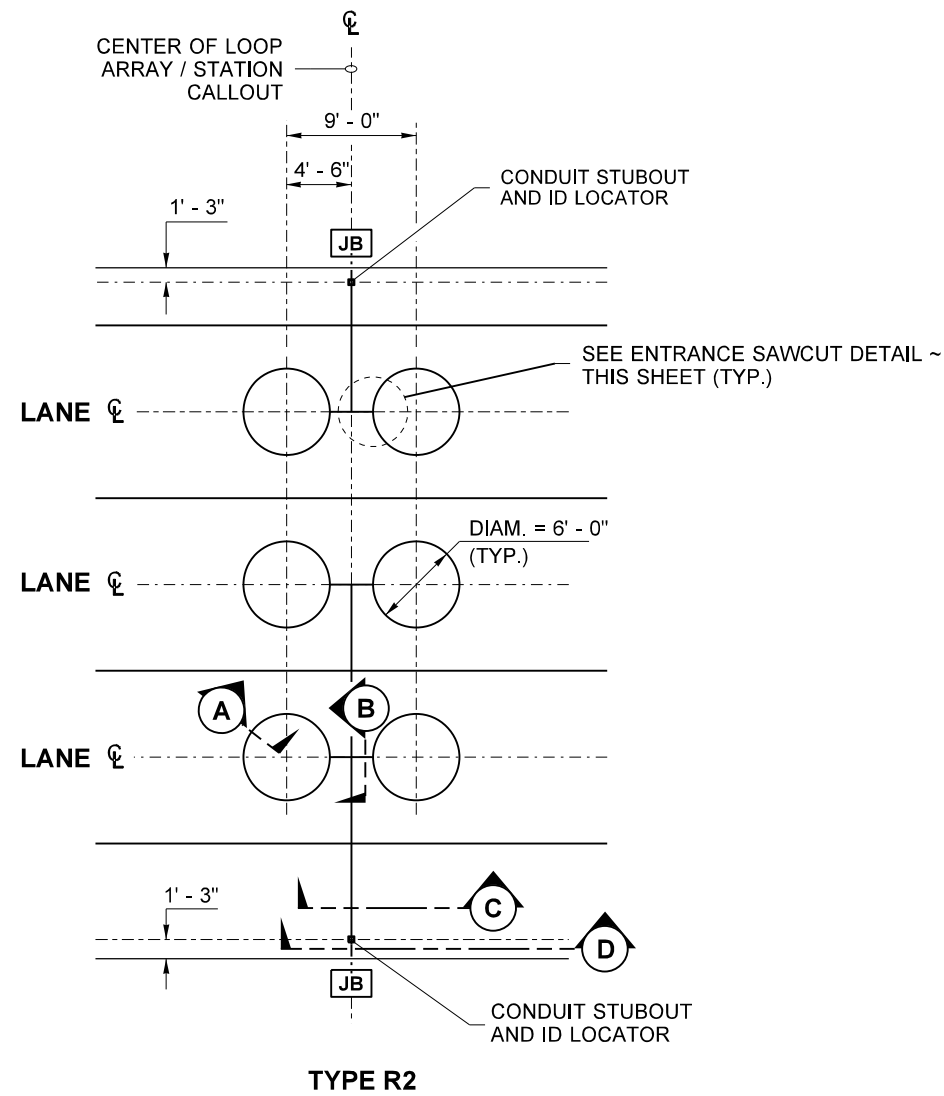 ℄
CENTER OF LOOP
ARRAY / STATION
CALLOUT
9' - 0"
4' - 6"
CONDUIT STUBOUT
AND ID LOCATOR
1' - 3"
JB
SEE ENTRANCE SAWCUT DETAIL ~
THIS SHEET (TYP.)
LANE ℄
DIAM. = 6' - 0"
(TYP.)
LANE ℄
A
B
LANE ℄
1' - 3"
C
D
JB
CONDUIT STUBOUT
AND ID LOCATOR
TYPE R2